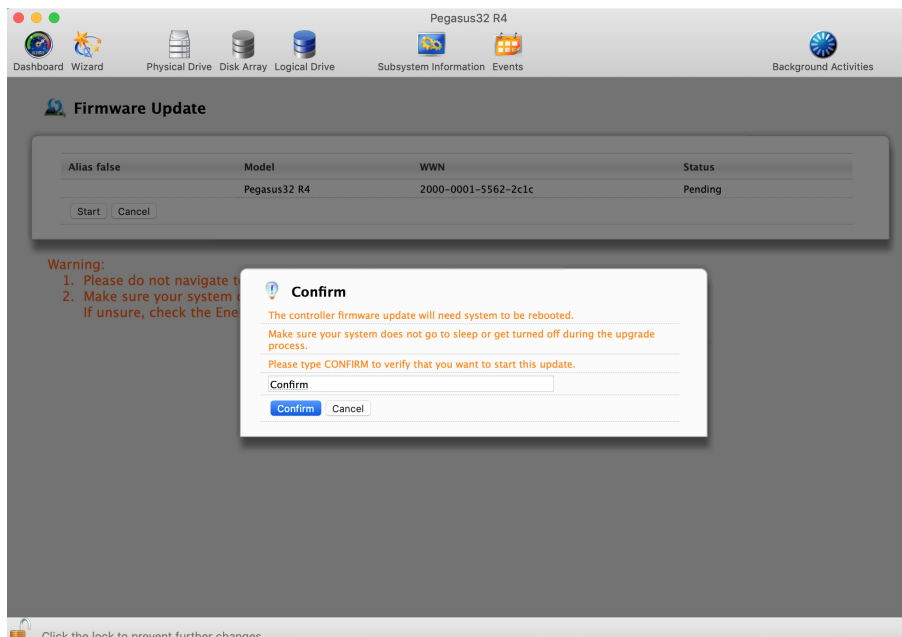 Pegasus32 R4
Dashboard Wizard Physical Drive Disk Array Logical Drive Subsystem Information Events Background Activities
Firmware Update
Alias false Model WWN Status
Pegasus32 R4 2000-0001-5562-2c1c Pending
Start Cancel
Warning:
1. Please do not navigate
2. Make sure your system
If unsure, check the Ene
Confirm
The controller firmware update will need system to be rebooted.
Make sure your system does not go to sleep or get turned off during the upgrade
process.
Please type CONFIRM to verify that you want to start this update.
Confirm
Confirm Cancel
Click the lock to prevent further changes.